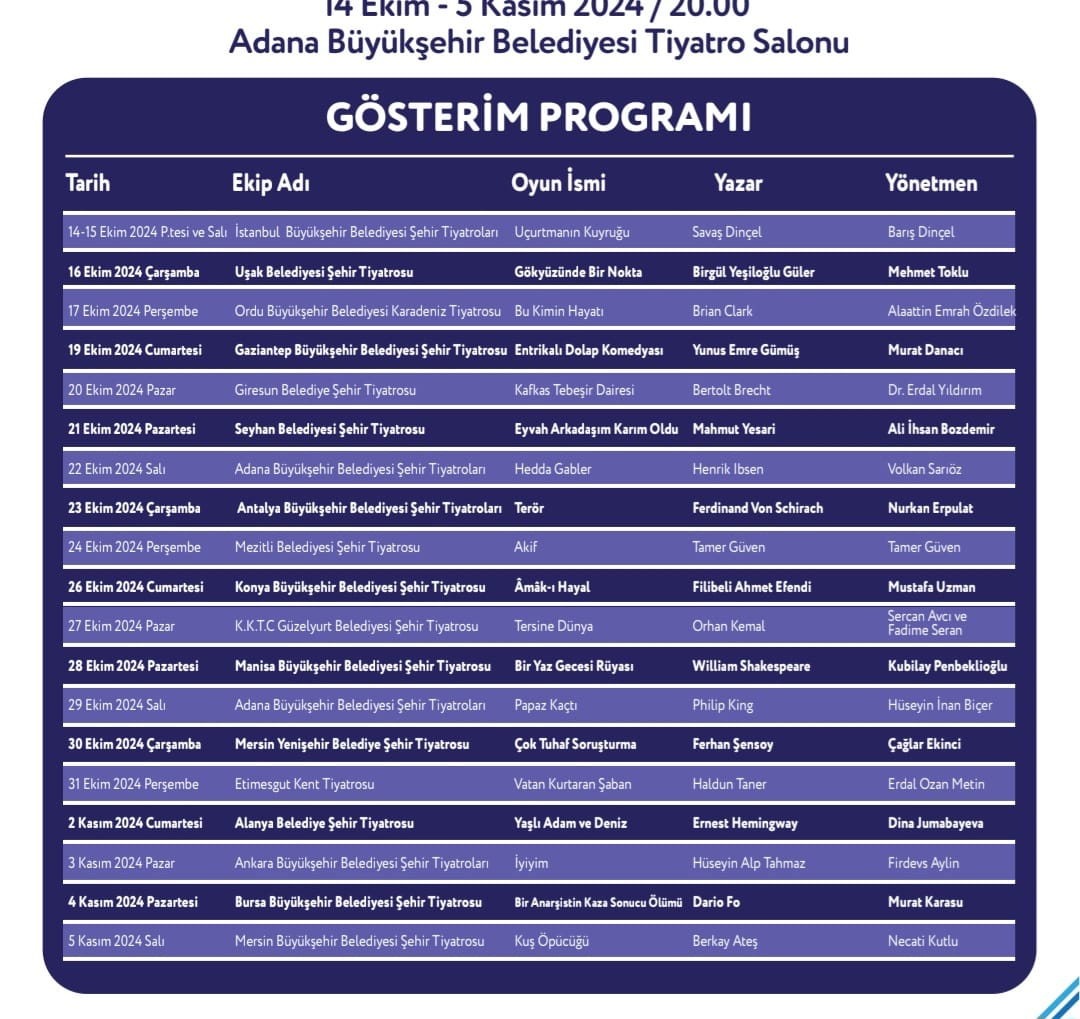 14 Ekim - 5 Kasım 2024 / 20.00
Adana Büyükşehir Belediyesi Tiyatro Salonu
GÖSTERİM PROGRAMI
Tarih Ekip Adı Oyun İsmi Yazar Yönetmen
14-15 Ekim 2024 P.tesi ve Salı İstanbul Büyükşehir Belediyesi Şehir Tiyatroları Uçurtmanın Kuyruğu Savaş Dinçel Barış Dinçel
16 Ekim 2024 Çarşamba Uşak Belediyesi Şehir Tiyatrosu Gökyüzünde Bir Nokta Birgül Yeşiloğlu Güler Mehmet Toklu
17 Ekim 2024 Perşembe Ordu Büyükşehir Belediyesi Karadeniz Tiyatrosu Bu Kimin Hayatı Brian Clark Alaattin Emrah Özdilek
19 Ekim 2024 Cumartesi Gaziantep Büyükşehir Belediyesi Şehir Tiyatrosu Entrikalı Dolap Komedyası Yunus Emre Gümüş Murat Danacı
20 Ekim 2024 Pazar Giresun Belediye Şehir Tiyatrosu Kafkas Tebeşir Dairesi Bertolt Brecht Dr. Erdal Yıldırım
21 Ekim 2024 Pazartesi Seyhan Belediyesi Şehir Tiyatrosu Eyvah Arkadaşım Karım Oldu Mahmut Yesari Ali İhsan Bozdemir
22 Ekim 2024 Salı Adana Büyükşehir Belediyesi Şehir Tiyatroları Hedda Gabler Henrik Ibsen Volkan Sarıöz
23 Ekim 2024 Çarşamba Antalya Büyükşehir Belediyesi Şehir Tiyatroları Terör Ferdinand Von Schirach Nurkan Erpulat
24 Ekim 2024 Perşembe Mezitli Belediyesi Şehir Tiyatrosu Akif Tamer Güven Tamer Güven
26 Ekim 2024 Cumartesi Konya Büyükşehir Belediyesi Şehir Tiyatrosu Âmâk-ı Hayal Filibeli Ahmet Efendi Mustafa Uzman
27 Ekim 2024 Pazar K.K.T.C Güzelyurt Belediyesi Şehir Tiyatrosu Tersine Dünya Orhan Kemal Sercan Avcı ve
Fadime Seran
28 Ekim 2024 Pazartesi Manisa Büyükşehir Belediyesi Şehir Tiyatrosu Bir Yaz Gecesi Rüyası William Shakespeare Kubilay Penbeklioğlu
29 Ekim 2024 Salı Adana Büyükşehir Belediyesi Şehir Tiyatroları Papaz Kaçtı Philip King Hüseyin İnan Biçer
30 Ekim 2024 Çarşamba Mersin Yenişehir Belediye Şehir Tiyatrosu Çok Tuhaf Soruşturma Ferhan Şensoy Çağlar Ekinci
31 Ekim 2024 Perşembe Etimesgut Kent Tiyatrosu Vatan Kurtaran Şaban Haldun Taner Erdal Ozan Metin
2 Kasım 2024 Cumartesi Alanya Belediye Şehir Tiyatrosu Yaşlı Adam ve Deniz Ernest Hemingway Dina Jumabayeva
3 Kasım 2024 Pazar Ankara Büyükşehir Belediyesi Şehir Tiyatroları İyiyim Hüseyin Alp Tahmaz Firdevs Aylin
4 Kasım 2024 Pazartesi Bursa Büyükşehir Belediyesi Şehir Tiyatrosu Bir Anarşistin Kaza Sonucu Ölümü Dario Fo Murat Karasu
5 Kasım 2024 Salı Mersin Büyükşehir Belediyesi Şehir Tiyatrosu Kuş Öpücüğü Berkay Ateş Necati Kutlu